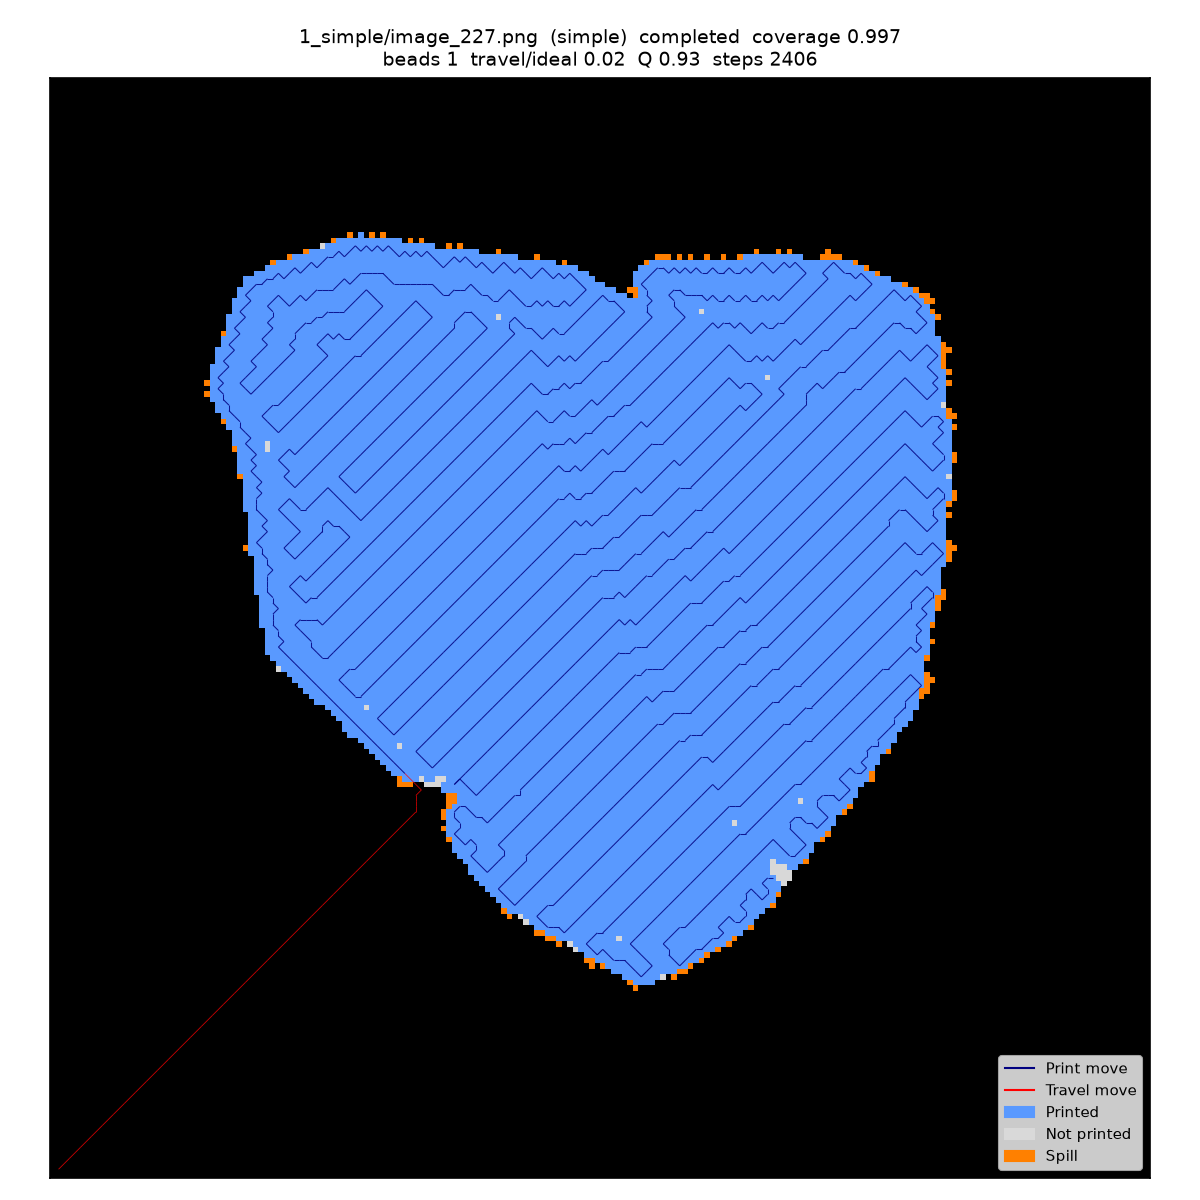 1_simple/image_227.png  (simple)  completed  coverage 0.997
beads 1  travel/ideal 0.02  Q 0.93  steps 2406
Print move
Travel move
Printed
Not printed
Spill